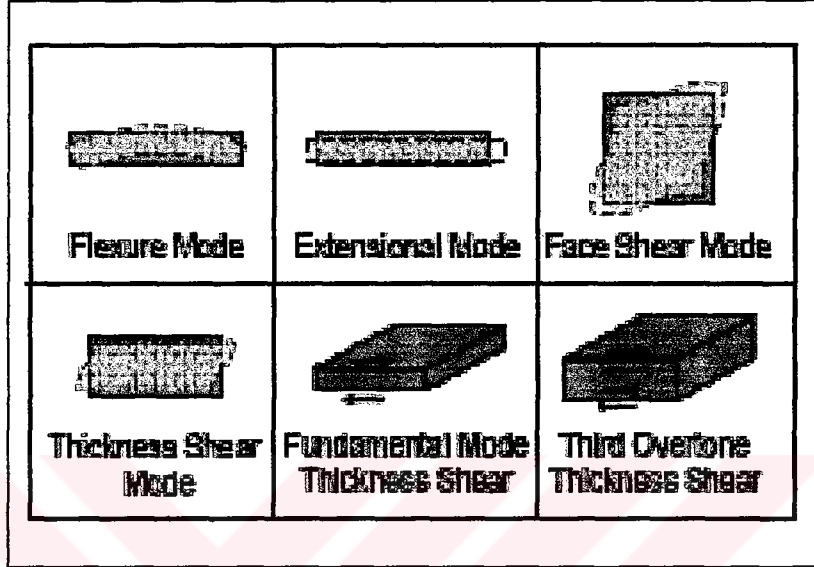 Flexure Mode
Extensional Mode
Face Shear Mode
Thickness Shear
Mode
Fundamental Mode
Thickness Shear
Third Overtone
Thickness Shear